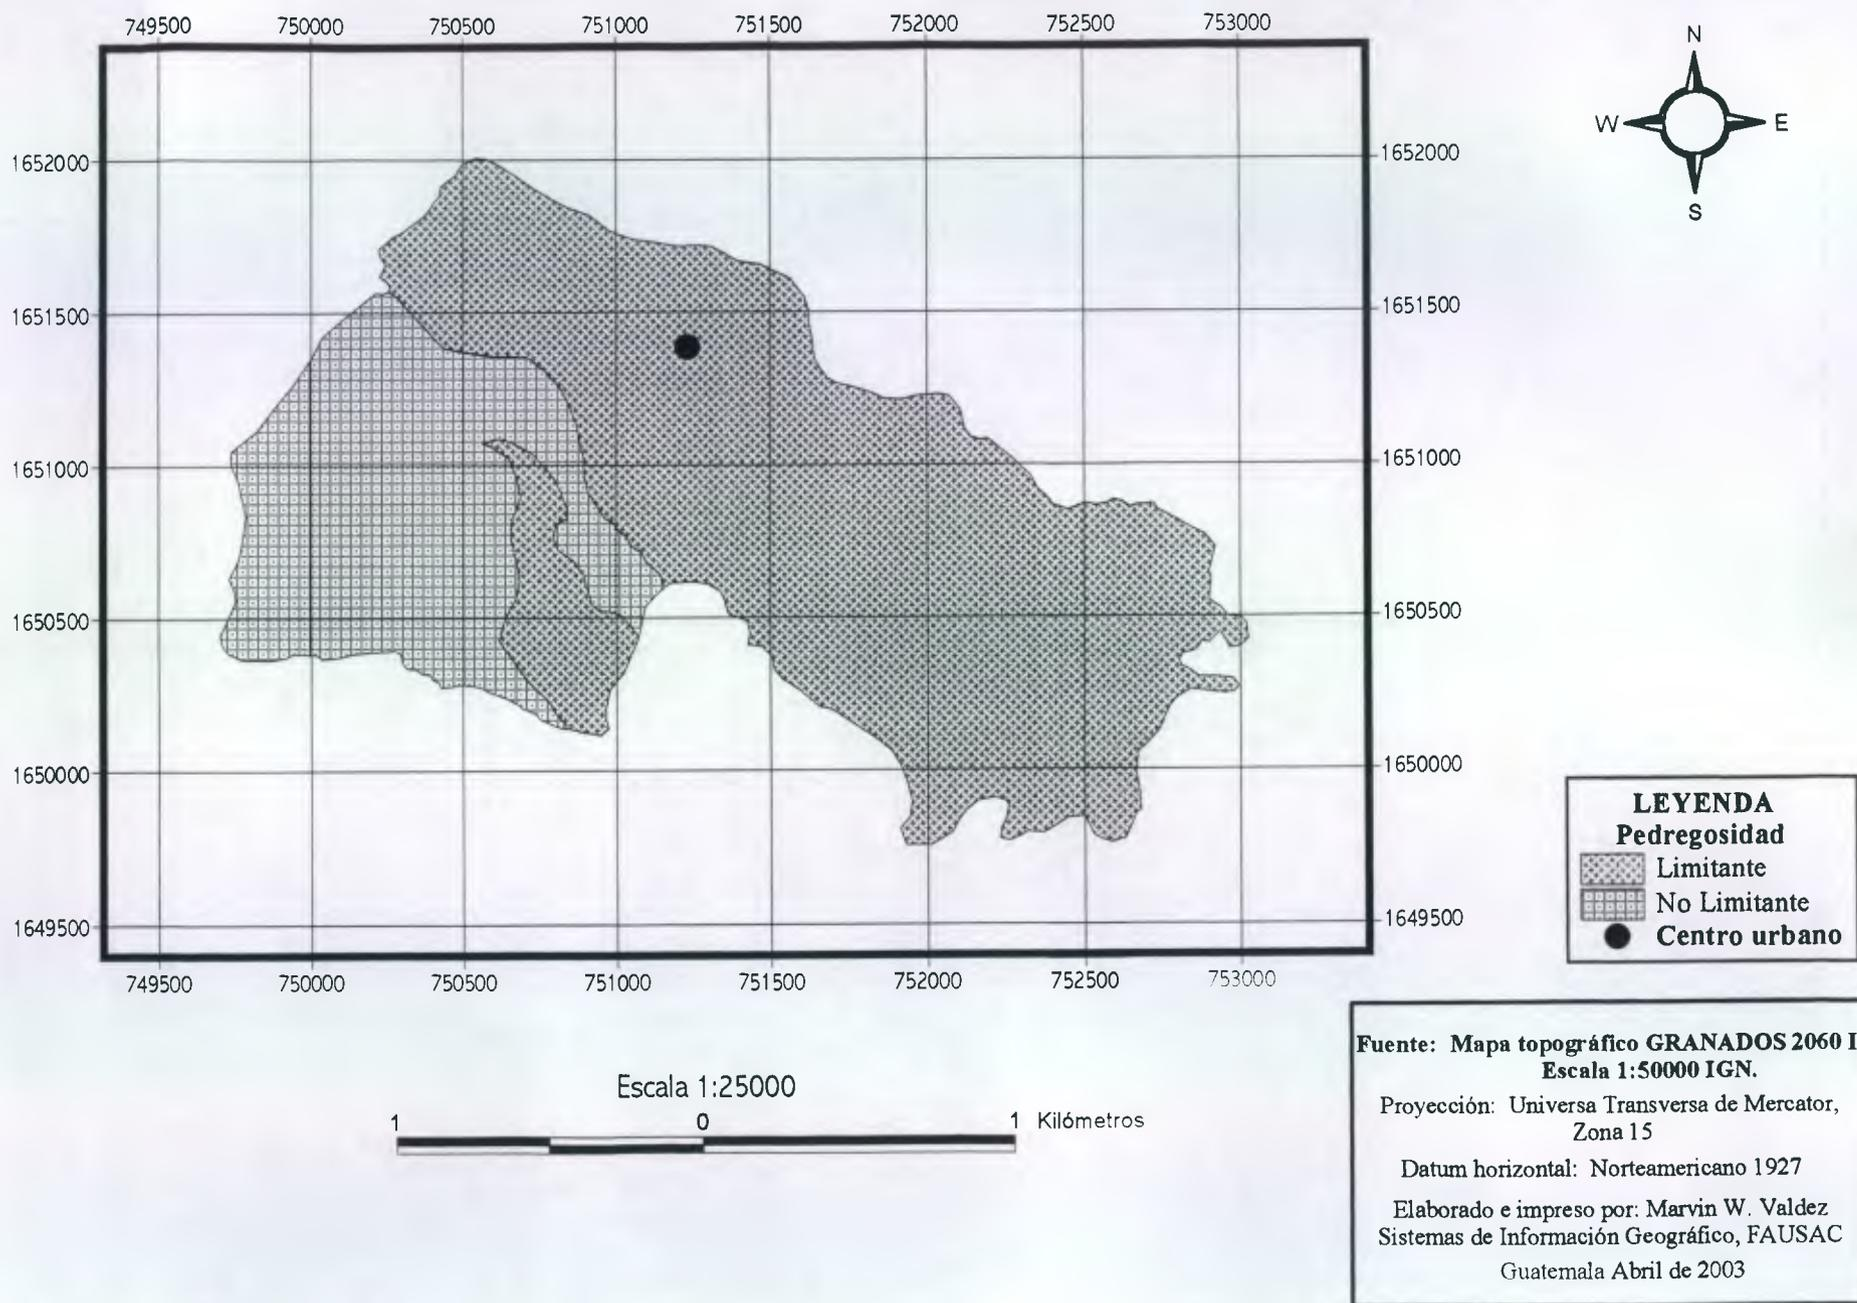 749500 750000 750500 751000 751500 752000 752500 753000
N
W E
S
1652000 1652000
1651500 1651500
1651000 1651000
1650500 1650500
1650000 1650000
1649500 1649500
749500 750000 750500 751000 751500 752000 752500 753000
LEYENDA
Pedregosidad
Limitante
No Limitante
Centro urbano
Escala 1:25000
1 0 1 Kilómetros
Fuente: Mapa topográfico GRANADOS 2060 I
Escala 1:50000 IGN.
Proyección: Universa Transversa de Mercator,
Zona 15
Datum horizontal: Norteamericano 1927
Elaborado e impreso por: Marvin W. Valdez
Sistemas de Información Geográfico, FAUSAC
Guatemala Abril de 2003